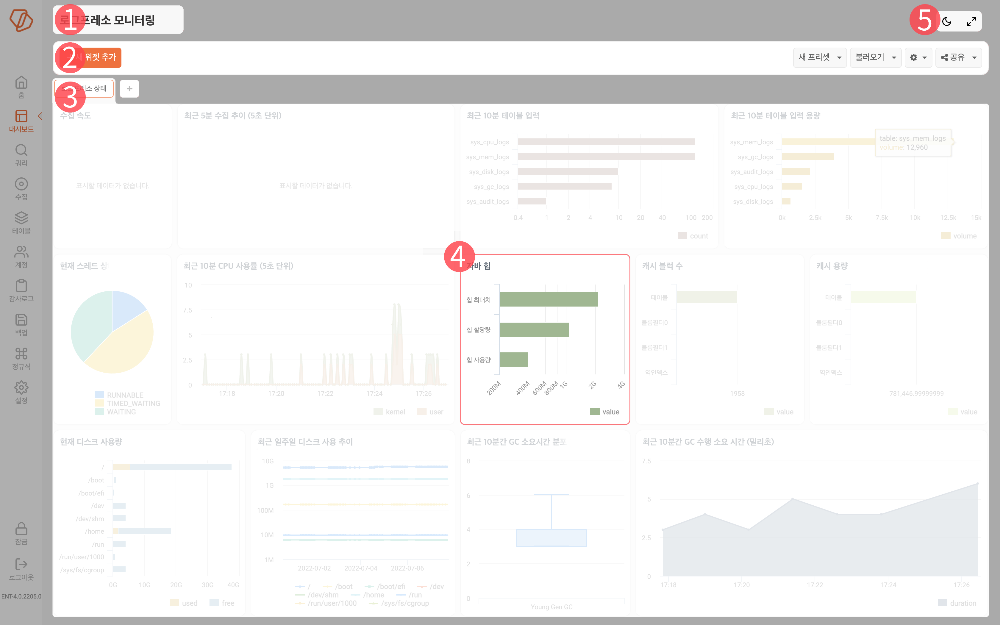 1
로그프레소 모니터링
5
2
새 위젯 추가
새 프리셋
불러오기
공유
3
로그프레소 상태
+
홈
대시보드
쿼리
수집
테이블
계정
감사로그
백업
정규식
설정
잠금
로그아웃
ENT-4.0.2205.0
수집 속도
표시할 데이터가 없습니다.
최근 5분 수집 추이 (5초 단위)
표시할 데이터가 없습니다.
최근 10분 테이블 입력
sys_cpu_logs
sys_mem_logs
sys_disk_logs
sys_gc_logs
sys_audit_logs
0.4 1 2 4 10 20 40 100 200
count
최근 10분 테이블 입력 용량
sys_mem_logs
sys_gc_logs
sys_audit_logs
sys_cpu_logs
sys_disk_logs
table: sys_mem_logs
volume: 12,960
0k 2.5k 5k 7.5k 10k 12.5k 15k
volume
현재 스레드 상
RUNNABLE
TIMED_WAITING
WAITING
최근 10분 CPU 사용률 (5초 단위)
10
7.5
5
2.5
0
17:18 17:20 17:22 17:24 17:26
kernel user
4
자바 힙
힙 최대치
힙 할당량
힙 사용량
200M 400M 600M 800M 1G 2G 4G
value
캐시 블럭 수
테이블
블룸필터0
블룸필터1
역인덱스
1958
value
캐시 용량
테이블
블룸필터0
블룸필터1
역인덱스
781,446.99999999
value
현재 디스크 사용량
/
/boot
/boot/efi
/dev
/dev/shm
/home
/run
/run/user/1000
/sys/fs/cgroup
0G 10G 20G 30G 40G
used free
최근 일주일 디스크 사용 추이
10G
1G
100M
10M
1M
2022-07-02 2022-07-04 2022-07-06
/ /boot /boot/efi /dev
/dev/shm /home /run
/run/user/1000 /sys/fs/cgroup
최근 10분간 GC 소요시간 분포
8
6
4
2
0
Young Gen GC
최근 10분간 GC 수행 소요 시간 (밀리초)
7.5
5
2.5
0
17:18 17:20 17:22 17:24 17:26
duration